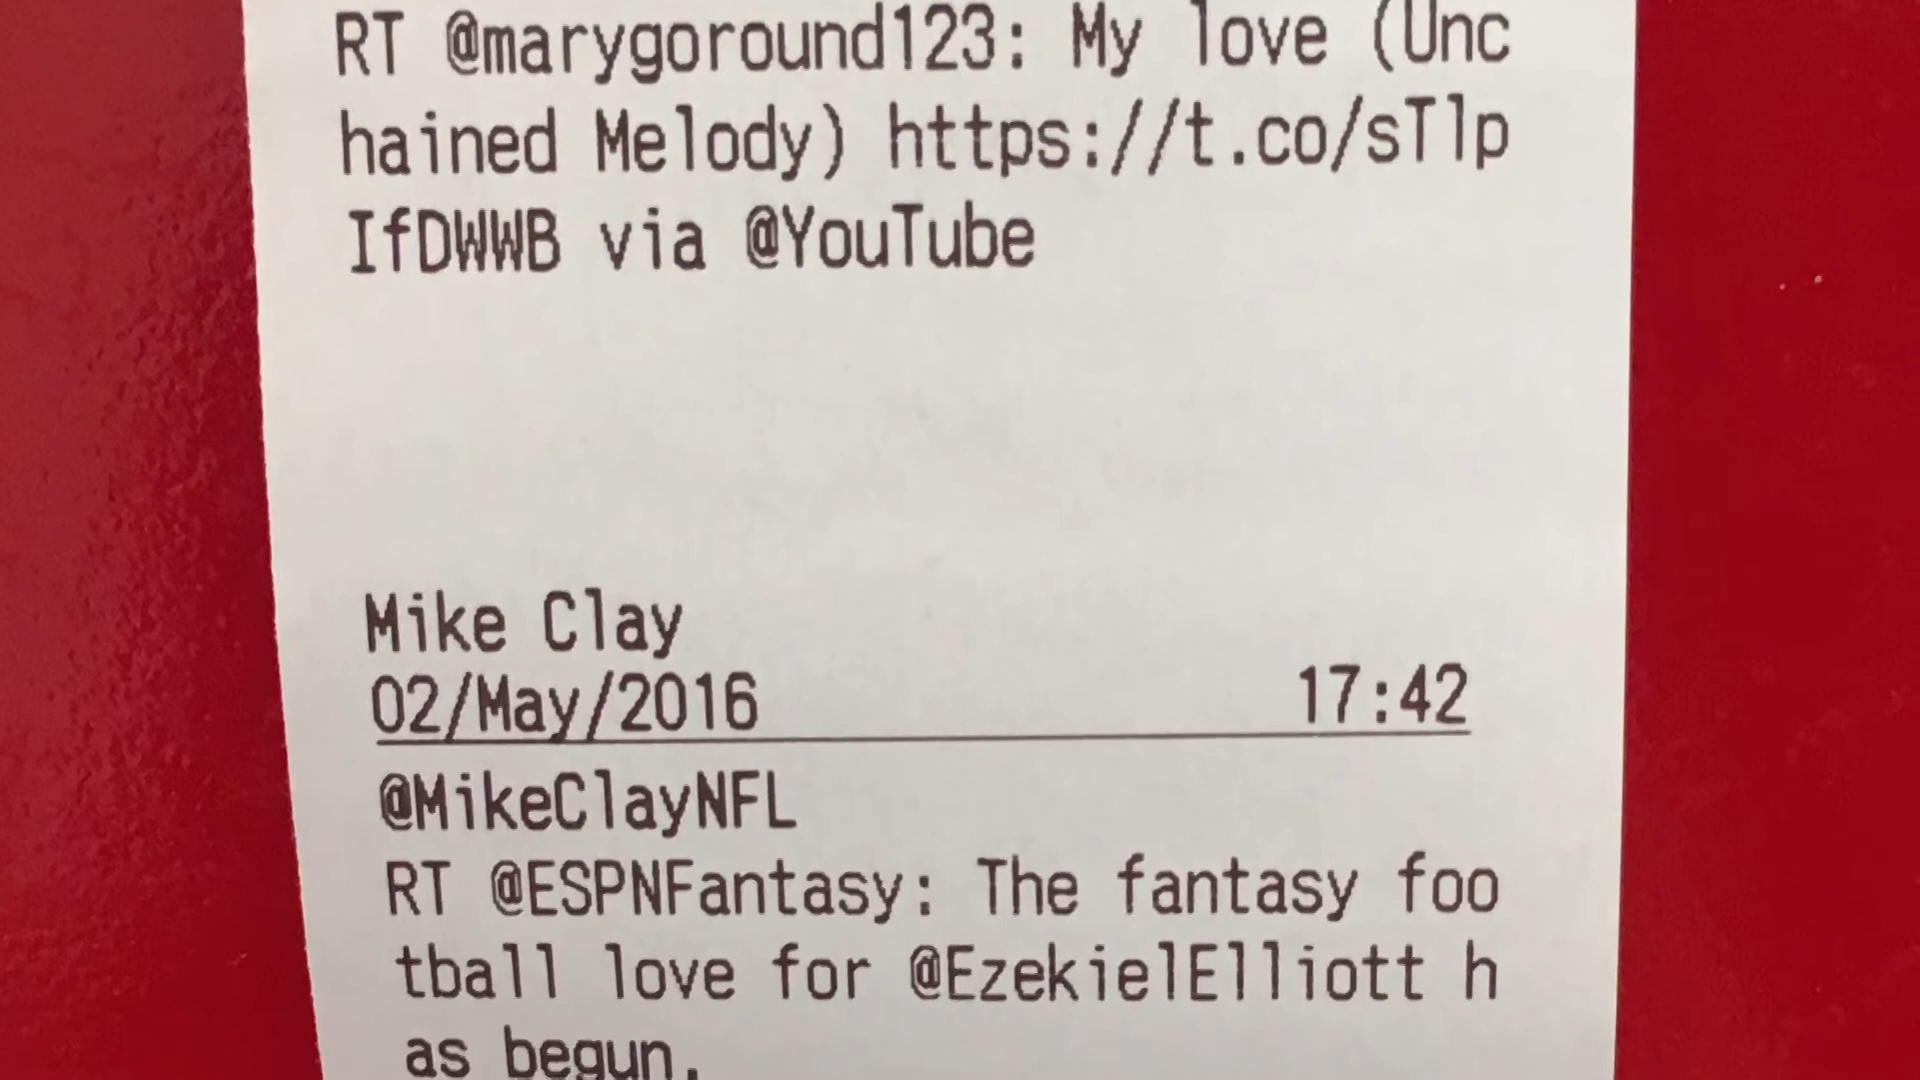 RT @marygoround123: My love (Unc
hained Melody) https://t.co/sTlp
IfDWWB via @YouTube
Mike Clay
02/May/2016 17:42
@MikeClayNFL
RT @ESPNFantasy: The fantasy foo
tball love for @EzekielElliott h
as begun.